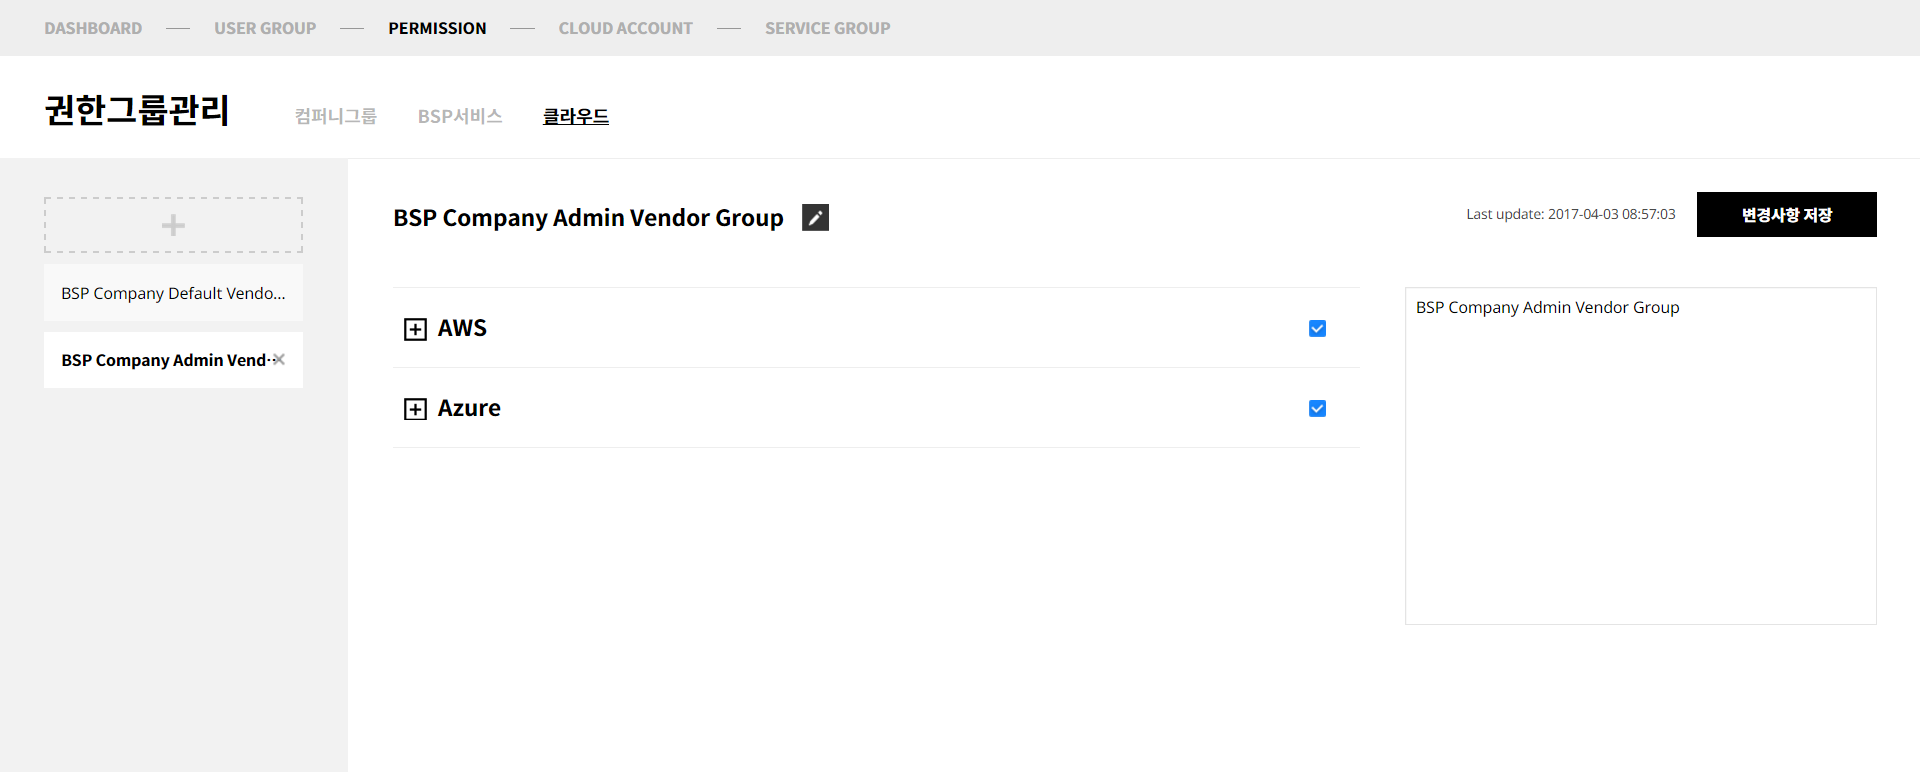 DASHBOARD USER GROUP PERMISSION CLOUD ACCOUNT SERVICE GROUP
권한그룹관리 컴퍼니그룹 BSP서비스 클라우드
BSP Company Default Vendo...
BSP Company Admin Vend...
BSP Company Admin Vendor Group
Last update: 2017-04-03 08:57:03
변경사항 저장
AWS
Azure
BSP Company Admin Vendor Group